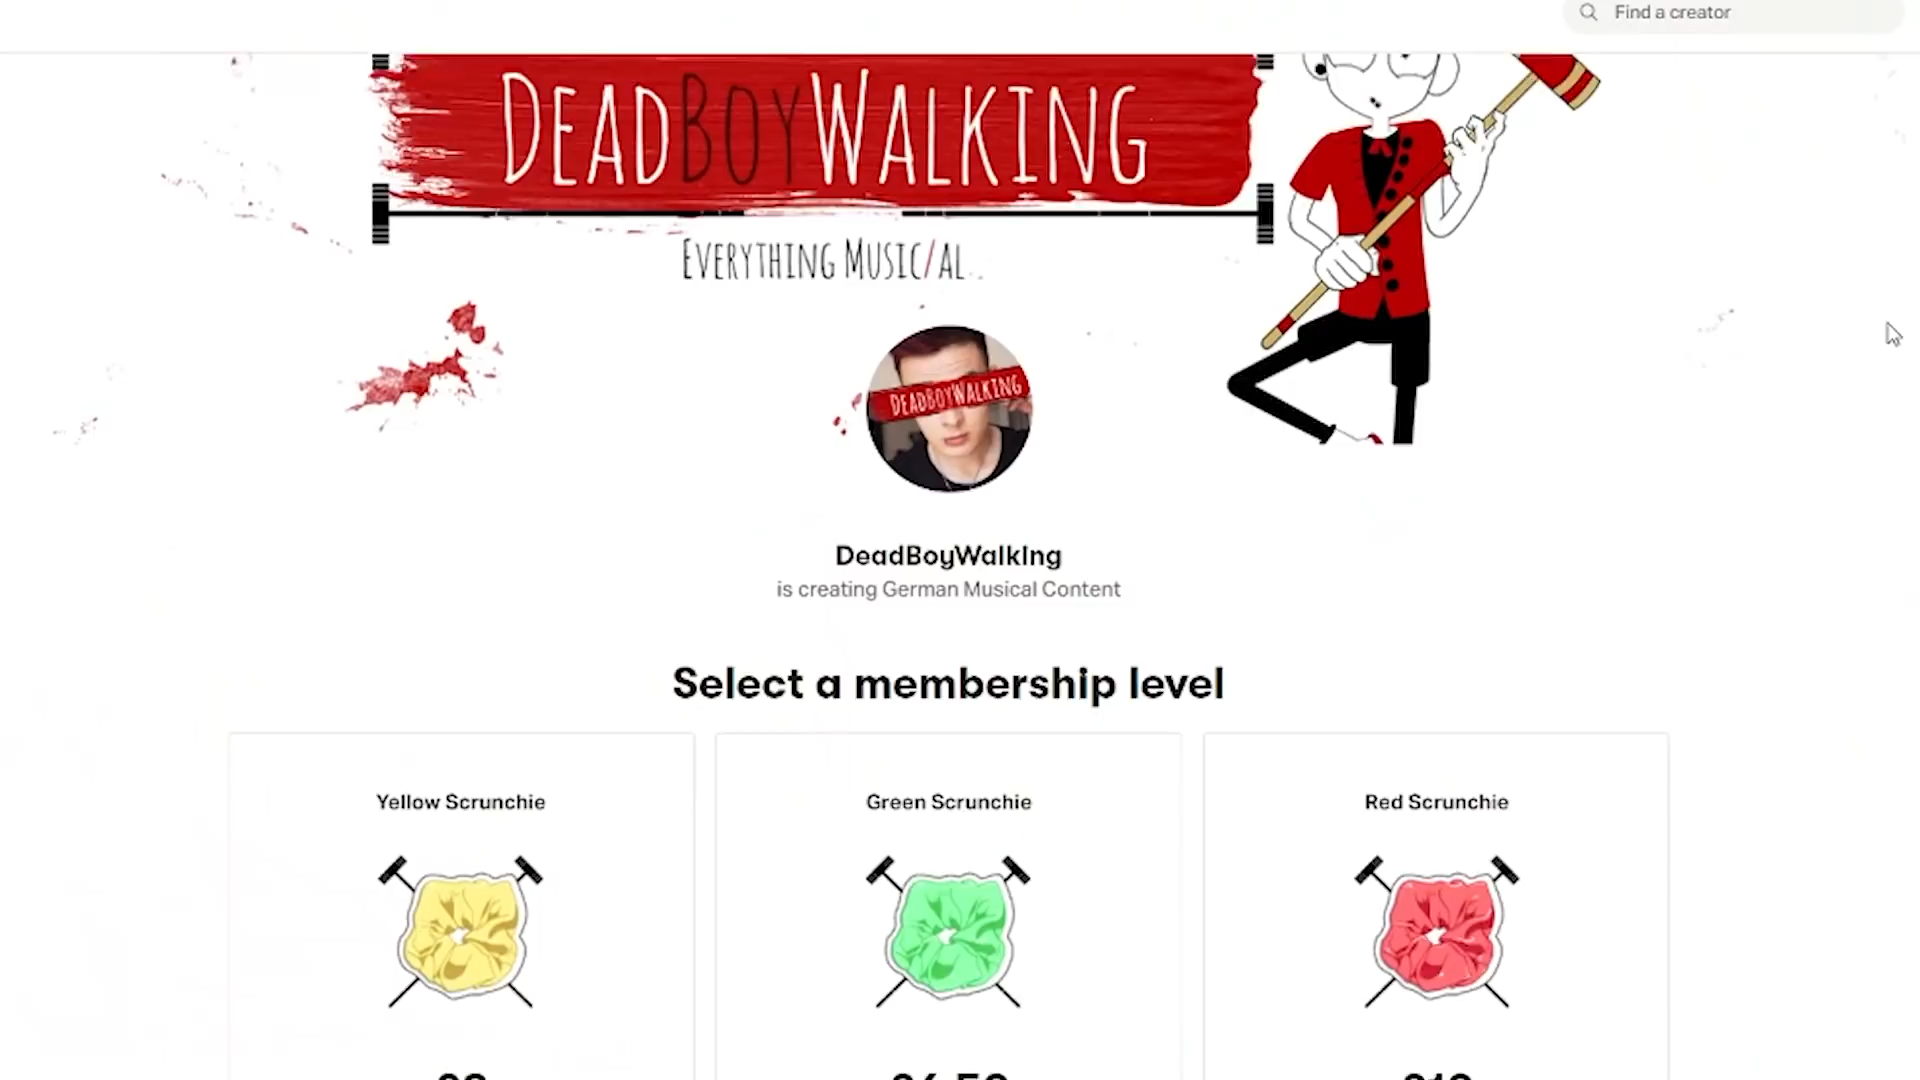 Find a creator
DEADBOYWALKING
EVERYTHING MUSIC/AL
DEADBOYWALKING
DeadBoyWalking
is creating German Musical Content
Select a membership level
Yellow Scrunchie
Green Scrunchie
Red Scrunchie